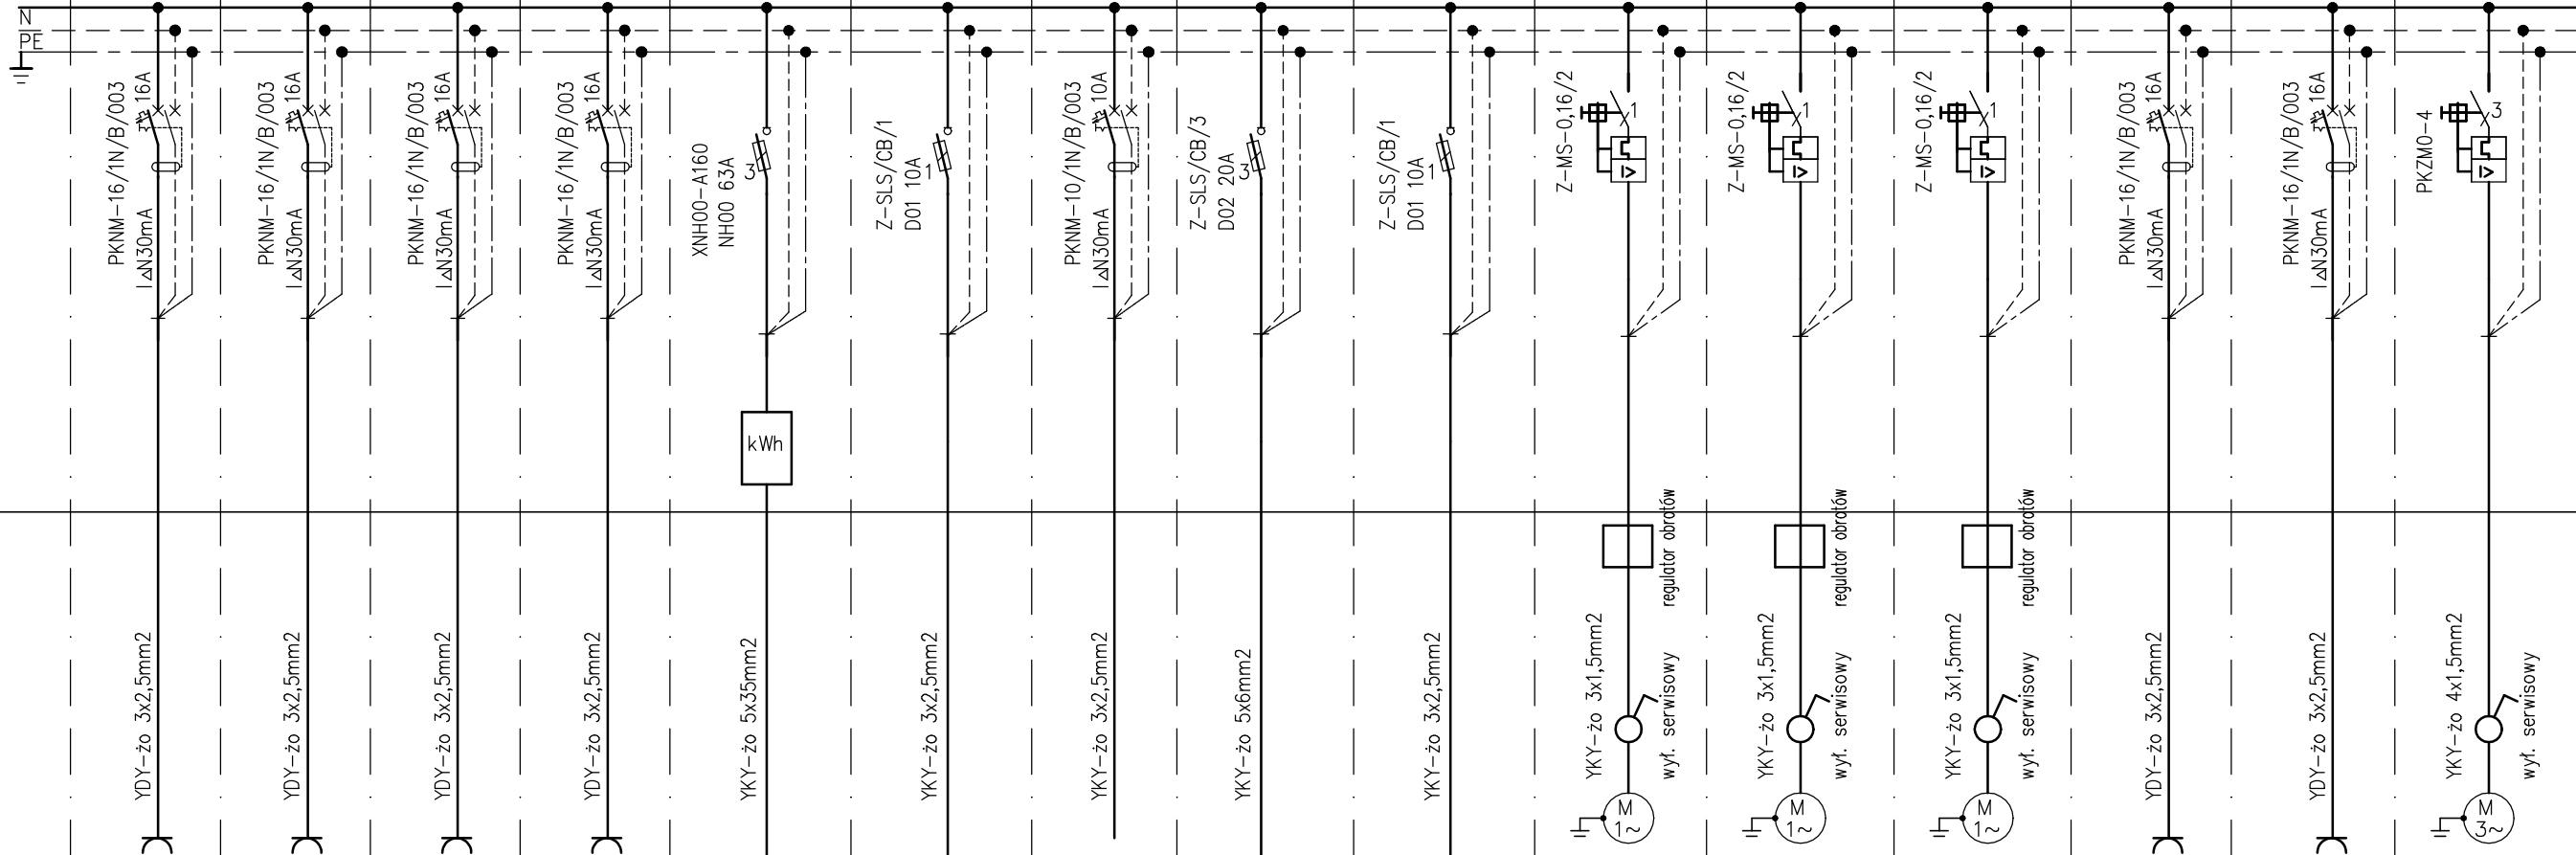 N
PE
PKNM-16/1N/B/003
16A
I△N30mA
PKNM-16/1N/B/003
16A
I△N30mA
PKNM-16/1N/B/003
16A
I△N30mA
PKNM-16/1N/B/003
16A
I△N30mA
XNH00-A160
NH00 63A
3
Z-SLS/CB/1
D01 10A
1
PKNM-10/1N/B/003
10A
I△N30mA
Z-SLS/CB/3
D02 20A
3
Z-SLS/CB/1
D01 10A
1
Z-MS-0,16/2
1
I>
Z-MS-0,16/2
1
I>
Z-MS-0,16/2
1
I>
PKNM-16/1N/B/003
16A
I△N30mA
PKNM-16/1N/B/003
16A
I△N30mA
PKZM0-4
3
I>
kWh
regulator obrotów
regulator obrotów
regulator obrotów
YDY-żo 3x2,5mm2
YDY-żo 3x2,5mm2
YDY-żo 3x2,5mm2
YDY-żo 3x2,5mm2
YKY-żo 5x35mm2
YKY-żo 3x2,5mm2
YKY-żo 3x2,5mm2
YKY-żo 5x6mm2
YKY-żo 3x2,5mm2
YKY-żo 3x1,5mm2
wył. serwisowy
YKY-żo 3x1,5mm2
wył. serwisowy
YKY-żo 3x1,5mm2
wył. serwisowy
YDY-żo 3x2,5mm2
YDY-żo 3x2,5mm2
YKY-żo 4x1,5mm2
wył. serwisowy
M
1~
M
1~
M
1~
M
3~